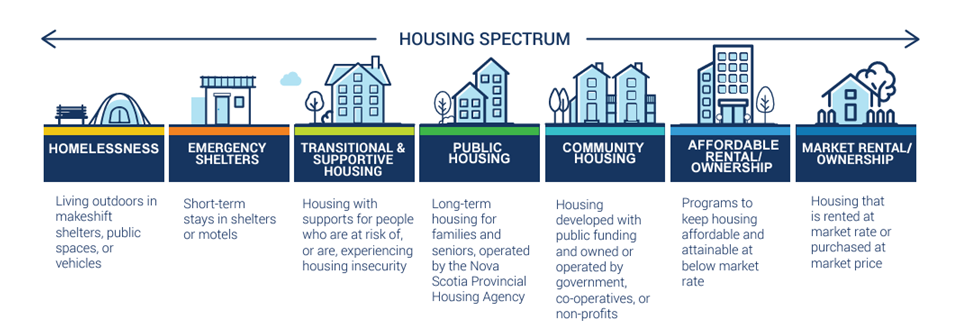 HOUSING SPECTRUM
HOMELESSNESS
Living outdoors in
makeshift
shelters, public
spaces, or
vehicles
EMERGENCY
SHELTERS
Short-term
stays in shelters
or motels
TRANSITIONAL &
SUPPORTIVE
HOUSING
Housing with
supports for people
who are at risk of,
or are, experiencing
housing insecurity
PUBLIC
HOUSING
Long-term
housing for
families and
seniors, operated
by the Nova
Scotia Provincial
Housing Agency
COMMUNITY
HOUSING
Housing
developed with
public funding
and owned or
operated by
government,
co-operatives, or
non-profits
AFFORDABLE
RENTAL/
OWNERSHIP
Programs to
keep housing
affordable and
attainable at
below market
rate
MARKET RENTAL/
OWNERSHIP
Housing that
is rented at
market rate or
purchased at
market price